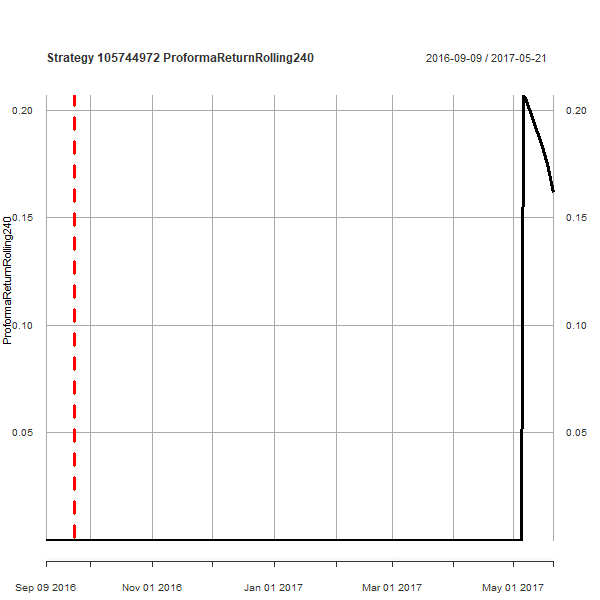 Strategy 105744972 ProformaReturnRolling240
2016-09-09 / 2017-05-21
ProformaReturnRolling240
0.20
0.15
0.10
0.05
0.20
0.15
0.10
0.05
Sep 09 2016
Nov 01 2016
Jan 01 2017
Mar 01 2017
May 01 2017